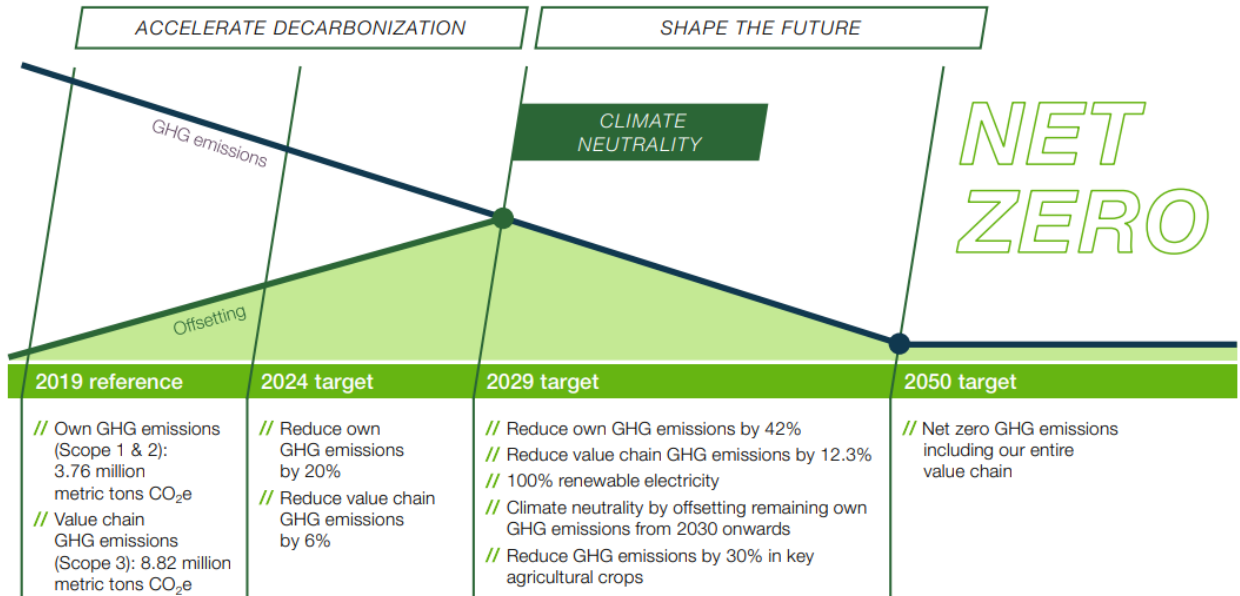 ACCELERATE DECARBONIZATION
SHAPE THE FUTURE
GHG emissions
CLIMATE
NEUTRALITY
NET
ZERO
Offsetting
2019 reference
// Own GHG emissions
(Scope 1 & 2):
3.76 million
metric tons CO₂e
// Value chain
GHG emissions
(Scope 3): 8.82 million
metric tons CO₂e
2024 target
// Reduce own
GHG emissions
by 20%
// Reduce value chain
GHG emissions
by 6%
2029 target
// Reduce own GHG emissions by 42%
// Reduce value chain GHG emissions by 12.3%
// 100% renewable electricity
// Climate neutrality by offsetting remaining own
GHG emissions from 2030 onwards
// Reduce GHG emissions by 30% in key
agricultural crops
2050 target
// Net zero GHG emissions
including our entire
value chain